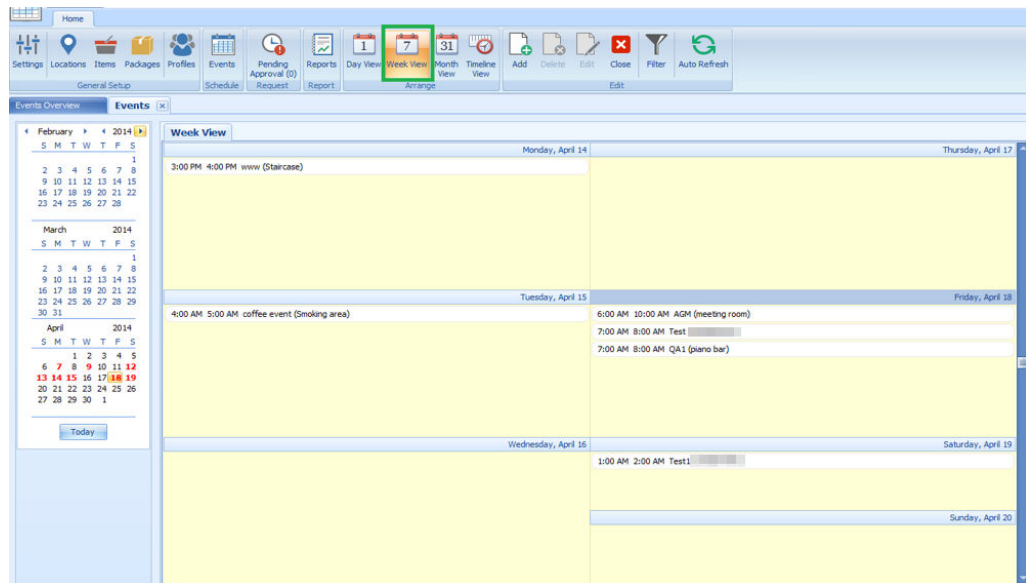 Home
Settings Locations Items Packages Profiles Events Pending Approval (0) Reports 1 Day View 7 Week View 31 Month View Timeline View Add Delete Edit Close Filter Auto Refresh
General Setup Schedule Request Report Arrange Edit
Events Overview Events
February 2014
S M T W T F S
1
2 3 4 5 6 7 8
9 10 11 12 13 14 15
16 17 18 19 20 21 22
23 24 25 26 27 28
March 2014
S M T W T F S
1
2 3 4 5 6 7 8
9 10 11 12 13 14 15
16 17 18 19 20 21 22
23 24 25 26 27 28 29
30 31
April 2014
S M T W T F S
1 2 3 4 5
6 7 8 9 10 11 12
13 14 15 16 17 18 19
20 21 22 23 24 25 26
27 28 29 30 1
Today
Week View
Monday, April 14
3:00 PM 4:00 PM www (Staircase)
Tuesday, April 15
4:00 AM 5:00 AM coffee event (Smoking area)
Wednesday, April 16
Thursday, April 17
Friday, April 18
6:00 AM 10:00 AM AGM (meeting room)
7:00 AM 8:00 AM Test
7:00 AM 8:00 AM QA1 (piano bar)
Saturday, April 19
1:00 AM 2:00 AM Test1
Sunday, April 20